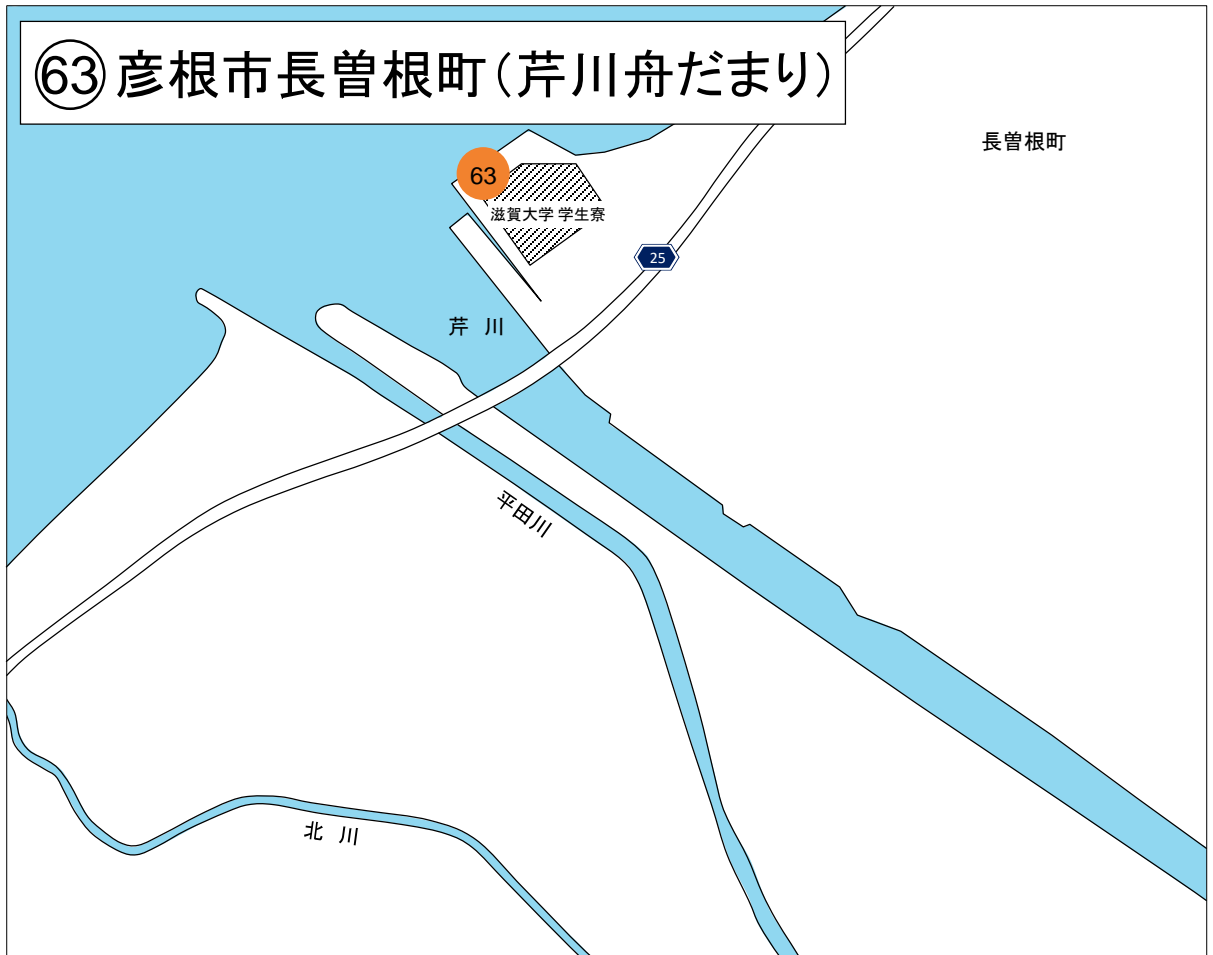 ㊿63 彦根市長曽根町(芹川舟だまり)
長曽根町
63
滋賀大学 学生寮
25
芹 川
平田川
北 川